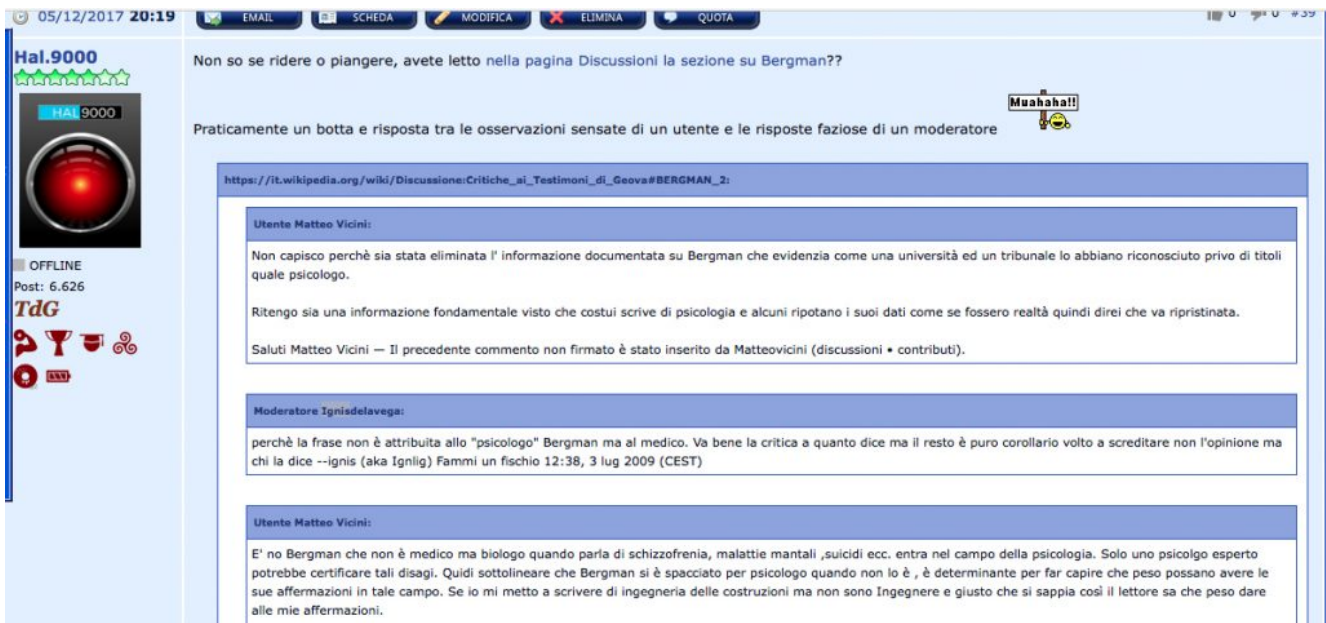 05/12/2017 20:19 EMAIL SCHEDA MODIFICA ELIMINA QUOTA 0 0 #39
Hal.9000
HAL 9000
OFFLINE
Post: 6.626
TdG
Non so se ridere o piangere, avete letto nella pagina Discussioni la sezione su Bergman??
Muahaha!!
Praticamente un botta e risposta tra le osservazioni sensate di un utente e le risposte faziose di un moderatore
https://it.wikipedia.org/wiki/Discussione:Critiche_ai_Testimoni_di_Geova#BERGMAN_2:
Utente Matteo Vicini:
Non capisco perchè sia stata eliminata l' informazione documentata su Bergman che evidenzia come una università ed un tribunale lo abbiano riconosciuto privo di titoli
quale psicologo.
Ritengo sia una informazione fondamentale visto che costui scrive di psicologia e alcuni ripotano i suoi dati come se fossero realtà quindi direi che va ripristinata.
Saluti Matteo Vicini — Il precedente commento non firmato è stato inserito da Matteovicini (discussioni • contributi).
Moderatore Ignisdelavega:
perchè la frase non è attribuita allo "psicologo" Bergman ma al medico. Va bene la critica a quanto dice ma il resto è puro corollario volto a screditare non l'opinione ma
chi la dice --ignis (aka Ignlig) Fammi un fischio 12:38, 3 lug 2009 (CEST)
Utente Matteo Vicini:
E' no Bergman che non è medico ma biologo quando parla di schizzofrenia, malattie mantali ,suicidi ecc. entra nel campo della psicologia. Solo uno psicolgo esperto
potrebbe certificare tali disagi. Quidi sottolineare che Bergman si è spacciato per psicologo quando non lo è , è determinante per far capire che peso possano avere le
sue affermazioni in tale campo. Se io mi metto a scrivere di ingegneria delle costruzioni ma non sono Ingegnere e giusto che si sappia così il lettore sa che peso dare
alle mie affermazioni.